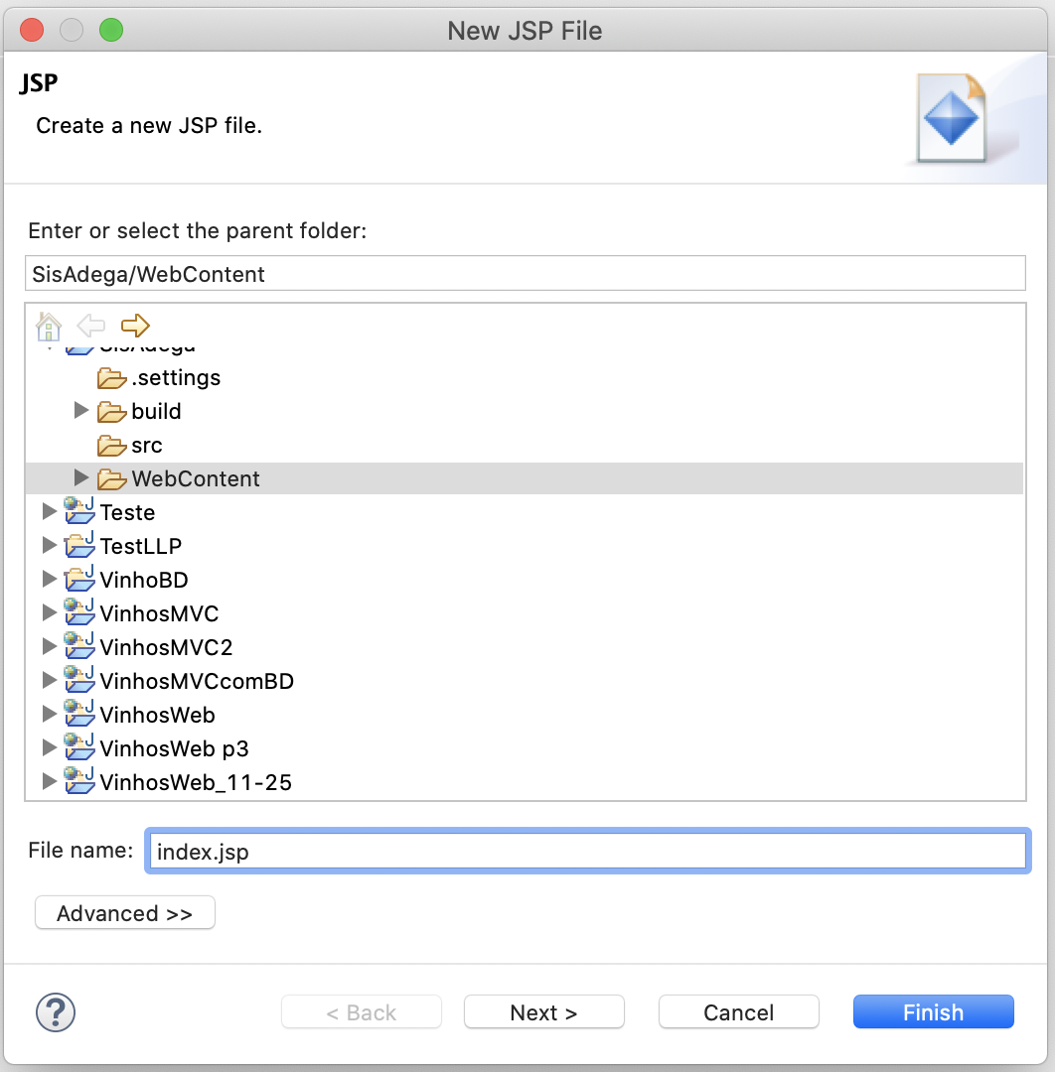 New JSP File
JSP
Create a new JSP file.
Enter or select the parent folder:
SisAdega/WebContent
SisAdega
.settings
build
src
WebContent
Teste
TestLLP
VinhoBD
VinhosMVC
VinhosMVC2
VinhosMVCcomBD
VinhosWeb
VinhosWeb p3
VinhosWeb_11-25
File name: index.jsp
Advanced >>
? < Back Next > Cancel Finish